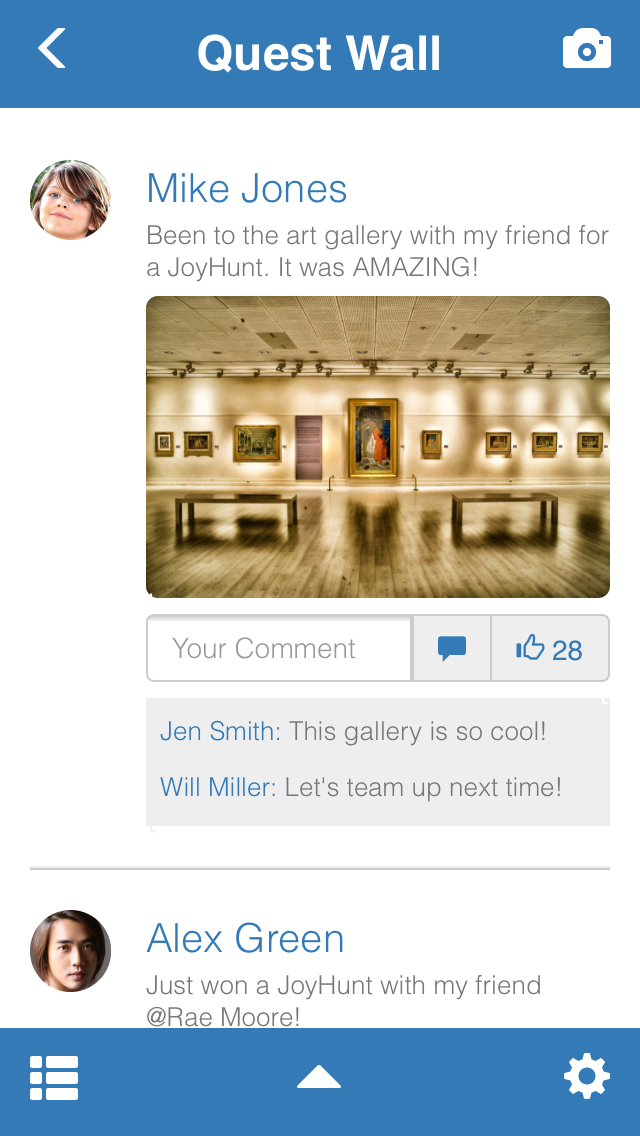 Quest Wall
Mike Jones
Been to the art gallery with my friend for
a JoyHunt. It was AMAZING!
Your Comment
28
Jen Smith: This gallery is so cool!
Will Miller: Let's team up next time!
Alex Green
Just won a JoyHunt with my friend
@Rae Moore!